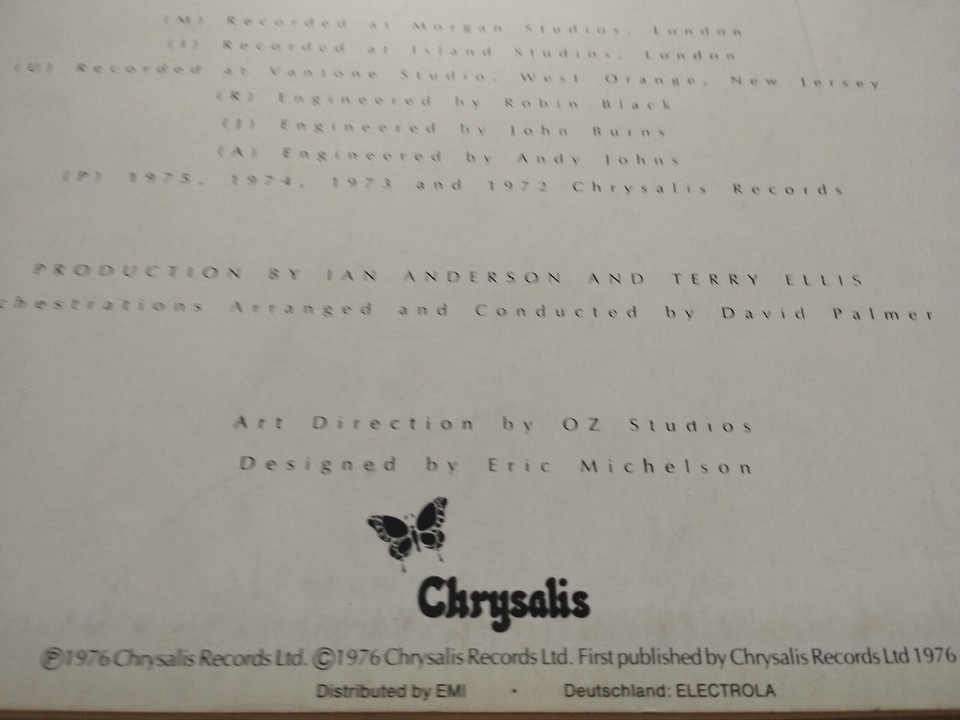 (M) Recorded at Morgan Studios, London
(I) Recorded at Island Studios, London
Recorded at Vantone Studio, West Orange, New Jersey
(R) Engineered by Robin Black
(J) Engineered by John Burns
(A) Engineered by Andy Johns
(P) 1975, 1974, 1973 and 1972 Chrysalis Records
PRODUCTION BY IAN ANDERSON AND TERRY ELLIS
chestrations Arranged and Conducted by David Palmer
Art Direction by OZ Studios
Designed by Eric Michelson
Chrysalis
℗1976 Chrysalis Records Ltd. ©1976 Chrysalis Records Ltd. First published by Chrysalis Records Ltd 1976
Distributed by EMI • Deutschland: ELECTROLA